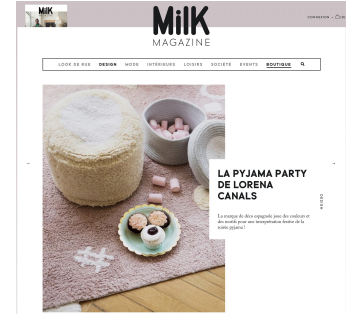 MilK
MilK
MAGAZINE
CONNEXION
LOOK DE RUE DESIGN MODE INTÉRIEURS LOISIRS SOCIÉTÉ EVENTS BOUTIQUE
LA PYJAMA PARTY
DE LORENA
CANALS
DESIGN
La marque de déco espagnole joue des couleurs et
des motifs pour une interprétation festive de la
soirée pyjama !